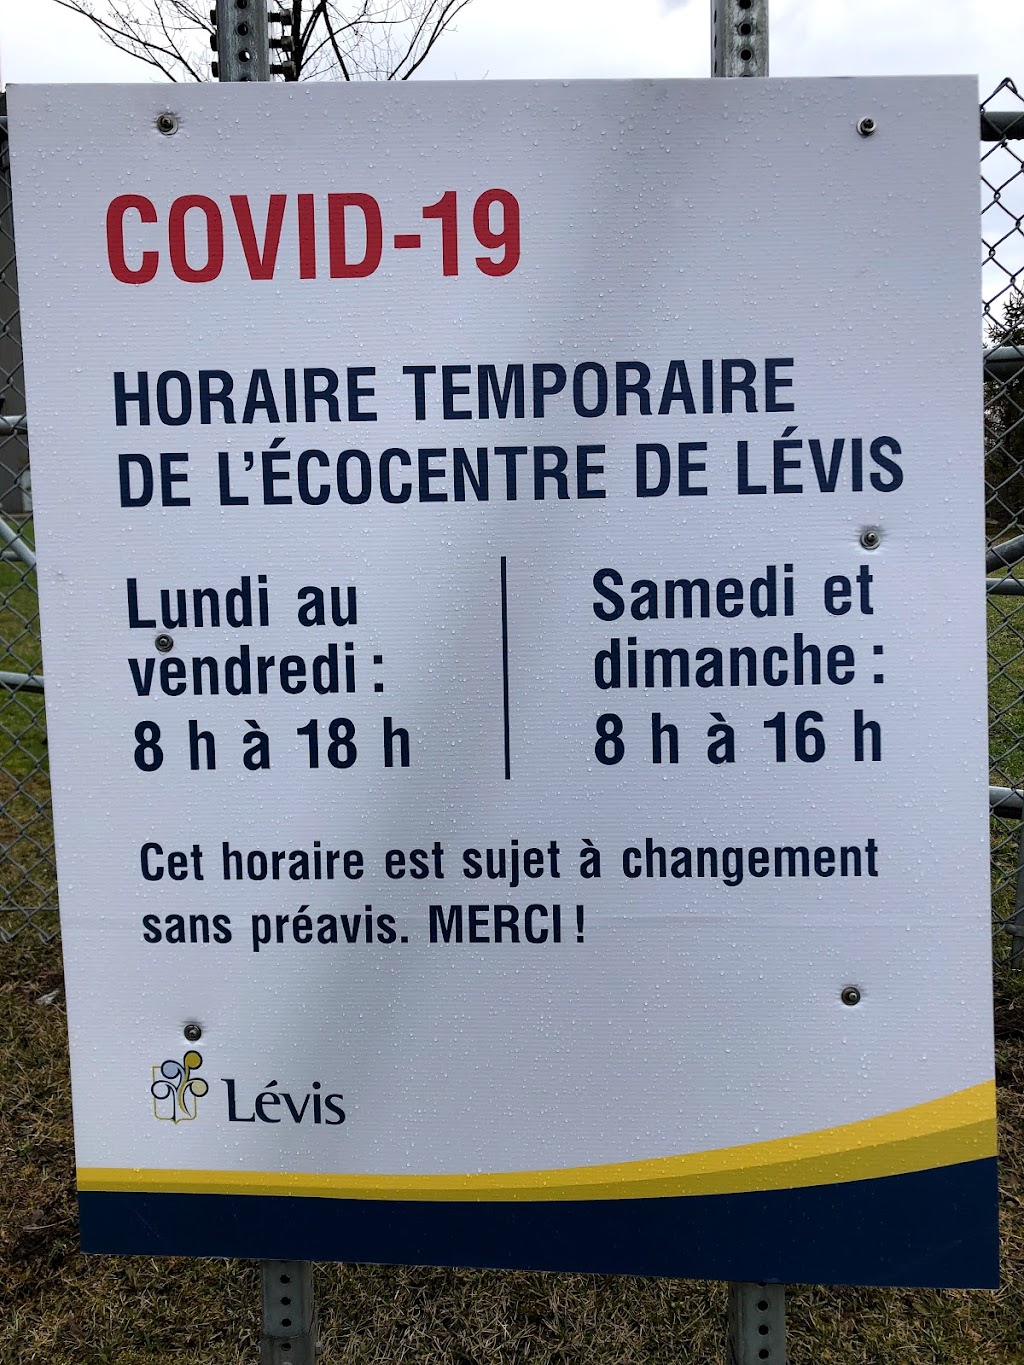 COVID-19
HORAIRE TEMPORAIRE
DE L'ÉCOCENTRE DE LÉVIS
Lundi au
vendredi :
8 h à 18 h
Samedi et
dimanche :
8 h à 16 h
Cet horaire est sujet à changement
sans préavis. MERCI !
Lévis